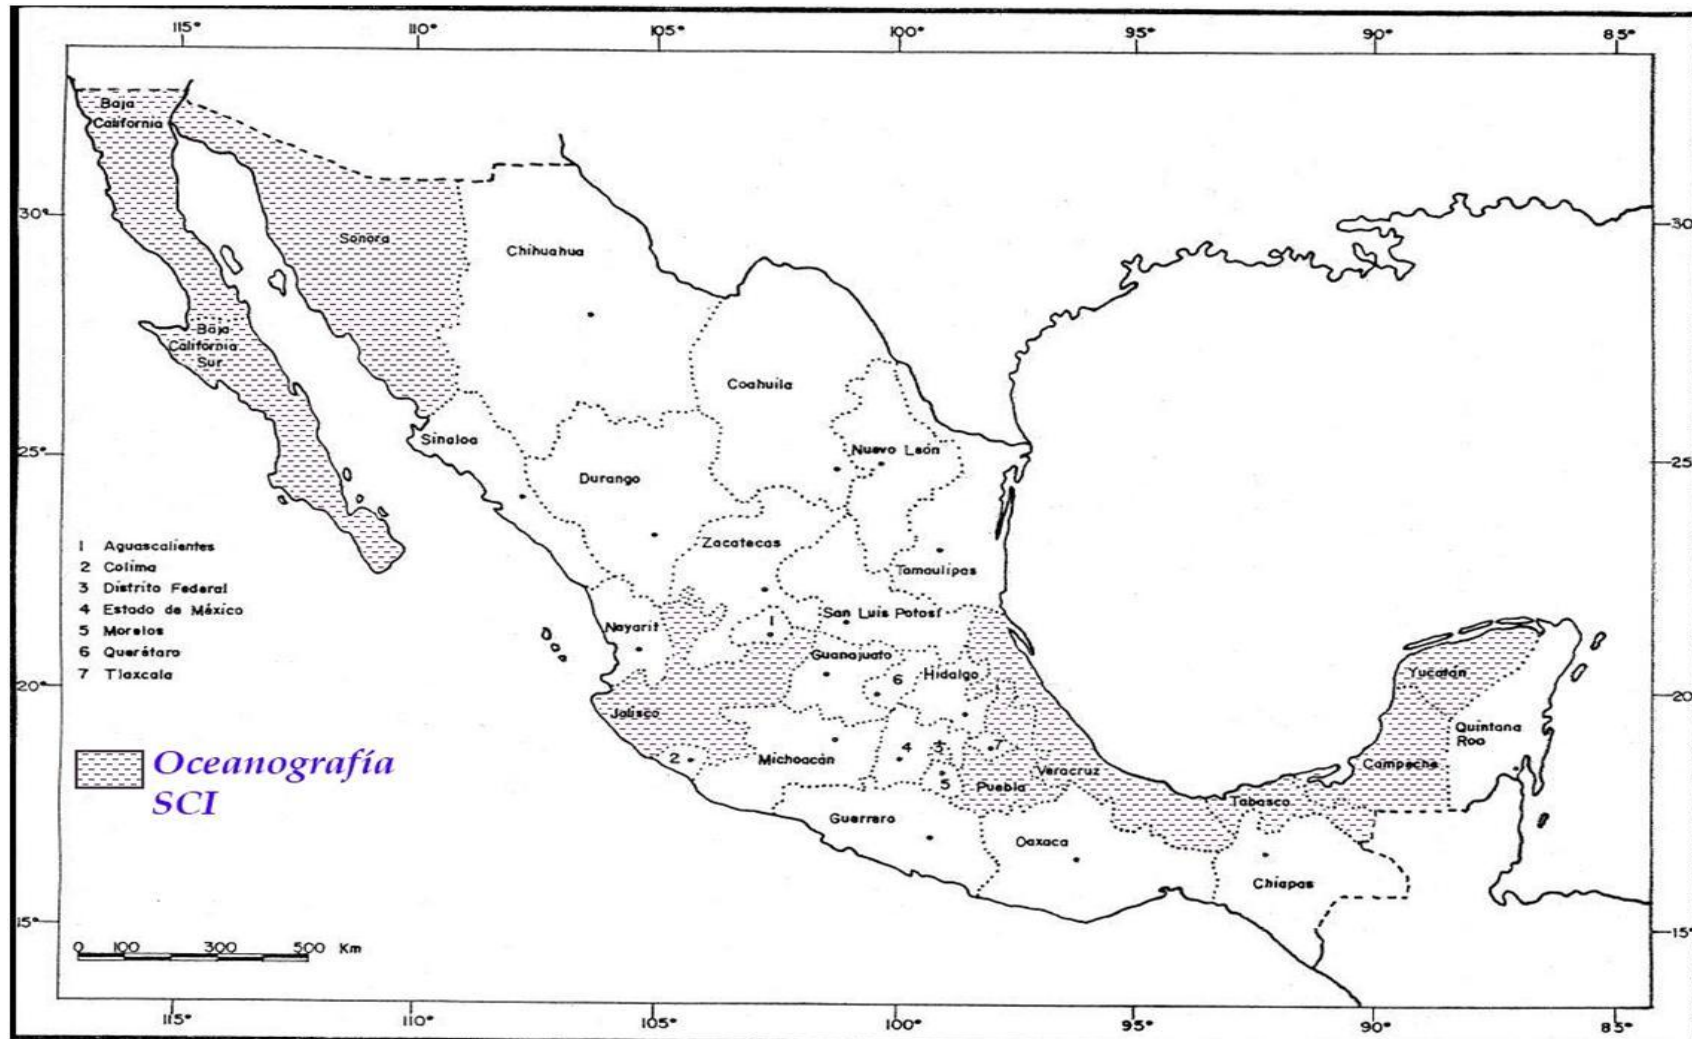 115° 110° 105° 100° 95° 90° 85°
Baja
California
30° 30°
Sonora
Chihuahua
Baja
California
Sur
Coahuila
Sinaloa
Nuevo León
25° 25°
Durango
Zacatecas
Tamaulipas
1 Aguascalientes
2 Colima
3 Distrito Federal
4 Estado de México
5 Morelos
6 Querétaro
7 Tlaxcala
San Luis Potosí
Nayarit
1
Guanajuato
Hidalgo
6
Yucatán
20° 20°
Jalisco
Quintana
Roo
2
Michoacán
4
3
7
Veracruz
Campeche
5
Puebla
Tabasco
Oceanografía
SCI
Guerrero
Oaxaca
Chiapas
15° 15°
0 100 300 500 Km
115° 110° 105° 100° 95° 90° 85°